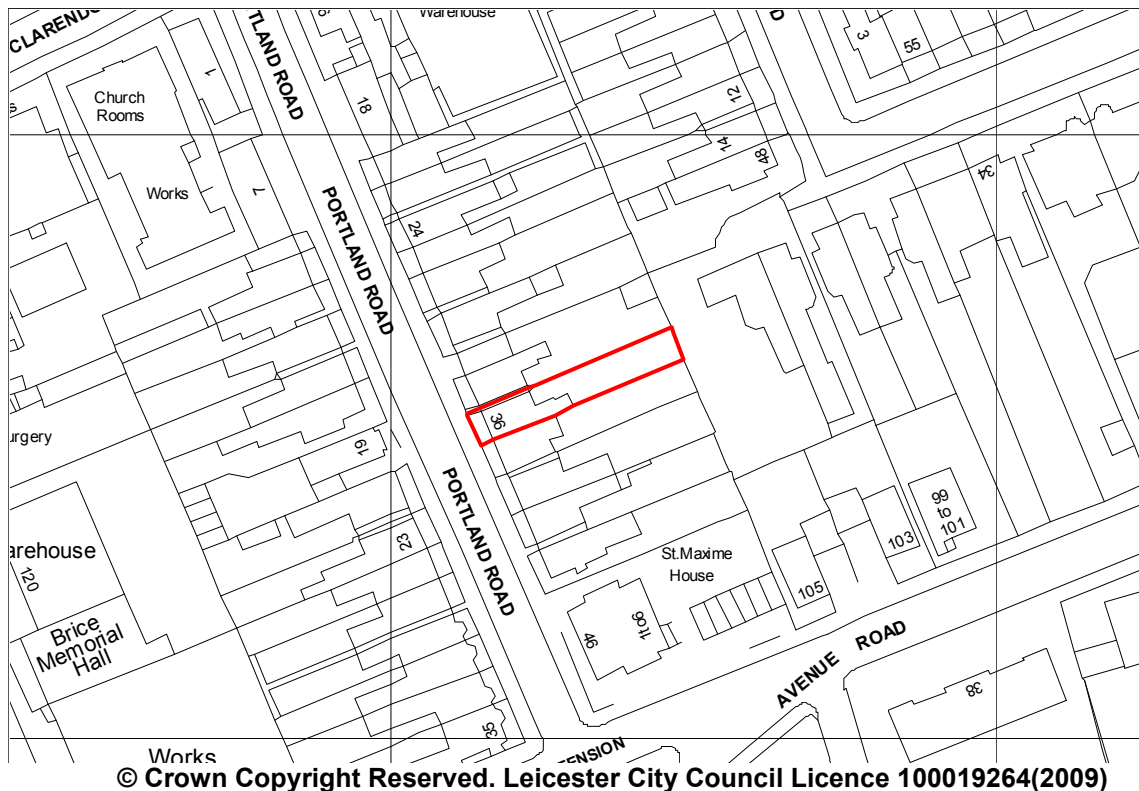 CLARENDO
TLAND ROAD
Warehouse
D
3
55
1
Church
Rooms
18
12
14
48
Works
7
PORTLAND ROAD
24
34
36
urgery
19
PORTLAND ROAD
99
to
101
arehouse
120
23
St.Maxime
House
103
105
Brice
Memorial
Hall
46
1to6
AVENUE ROAD
38
35
ENSION
Works
© Crown Copyright Reserved. Leicester City Council Licence 100019264(2009)